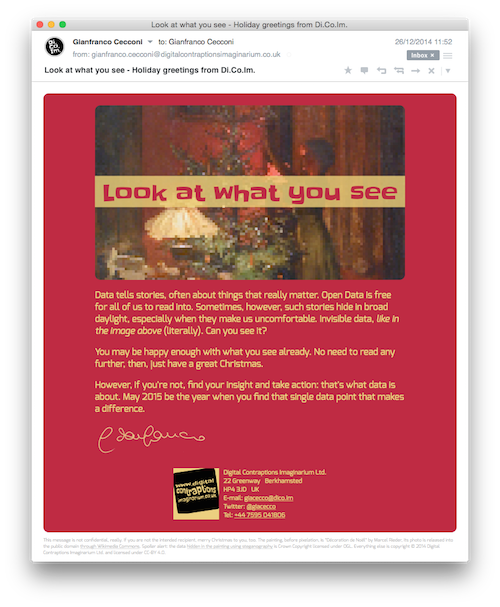 Look at what you see - Holiday greetings from Di.Co.Im.
Di.
Co.
Im.
Gianfranco Cecconi to: Gianfranco Cecconi 26/12/2014 11:52
from: gianfranco.cecconi@digitalcontraptionsimaginarium.co.uk Inbox ×
Look at what you see - Holiday greetings from Di.Co.Im.
Look at what you see
Data tells stories, often about things that really matter. Open Data is free
for all of us to read into. Sometimes, however, such stories hide in broad
daylight, especially when they make us uncomfortable. Invisible data, like in
the image above (literally). Can you see it?
You may be happy enough with what you see already. No need to read any
further, then, just have a great Christmas.
However, if you're not, find your insight and take action: that's what data is
about. May 2015 be the year when you find that single data point that makes
a difference.
Gianfranco
www.digital
contraptions
imaginarium.co.uk
Digital Contraptions Imaginarium Ltd.
22 Greenway Berkhamsted
HP4 3JD UK
E-mail: giacecco@dico.im
Twitter: @giacecco
Tel: +44 7595 041806
This message is not confidential, really. If you are not the intended recipient: merry Christmas to you, too. The painting, before pixelation, is "Décoration de Noël" by Marcel Rieder. Its photo is released into
the public domain through Wikimedia Commons. Spoiler alert: the data hidden in the painting using steganography is Crown Copyright licensed under OGL. Everything else is copyright © 2014 Digital
Contraptions Imaginarium Ltd. and licensed under CC-BY 4.0.